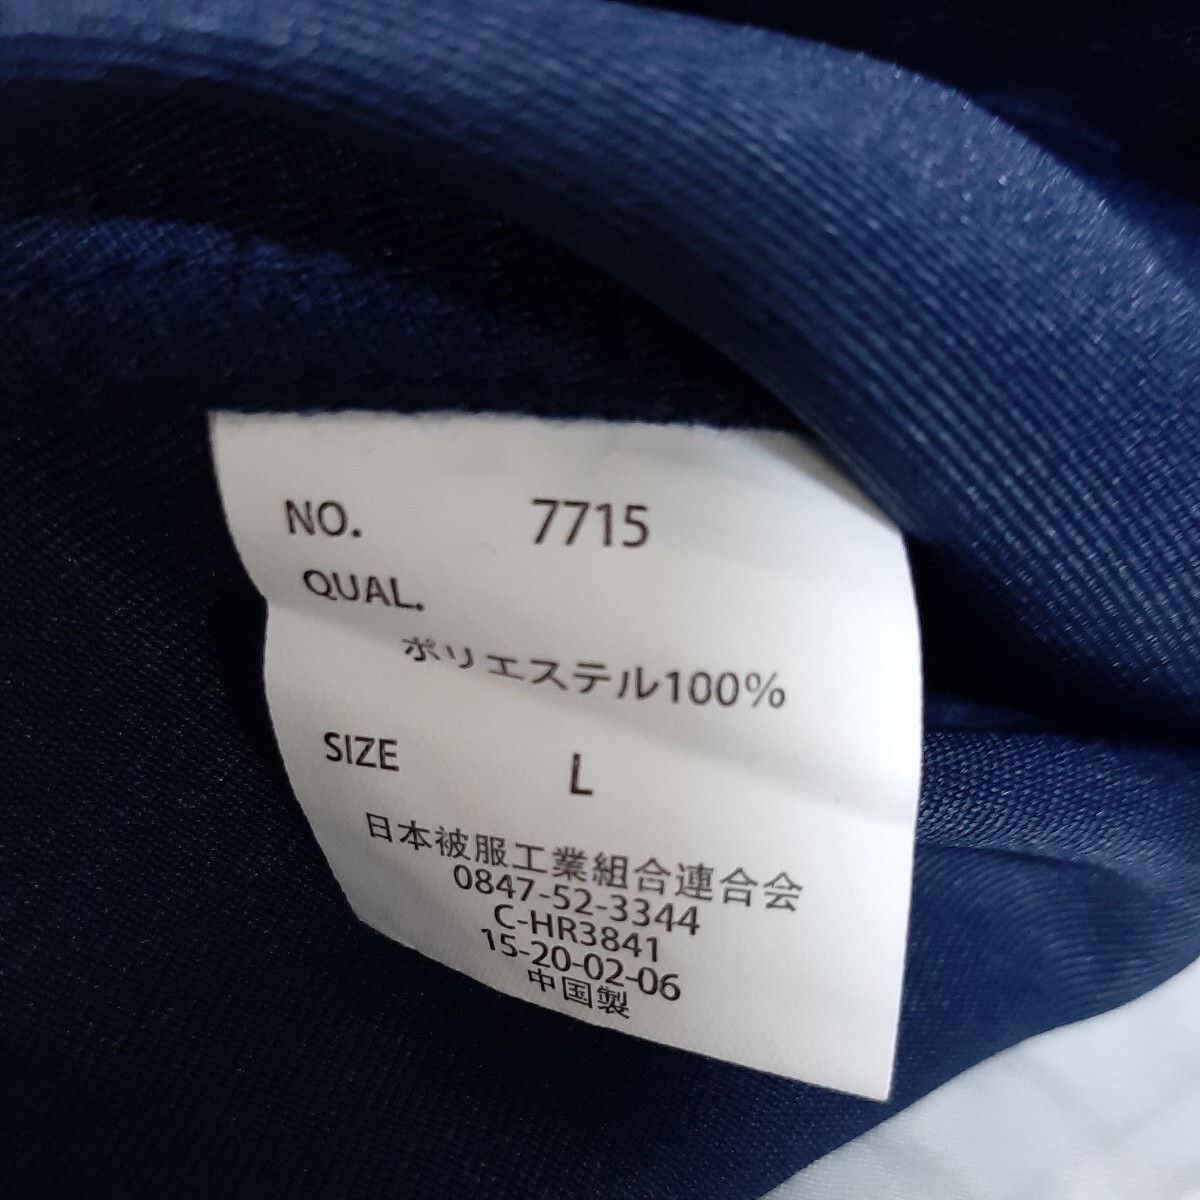 NO. 7715
QUAL.
ポリエステル100%
SIZE L
日本被服工業組合連合会
0847-52-3344
C-HR3841
15-20-02-06
中国製